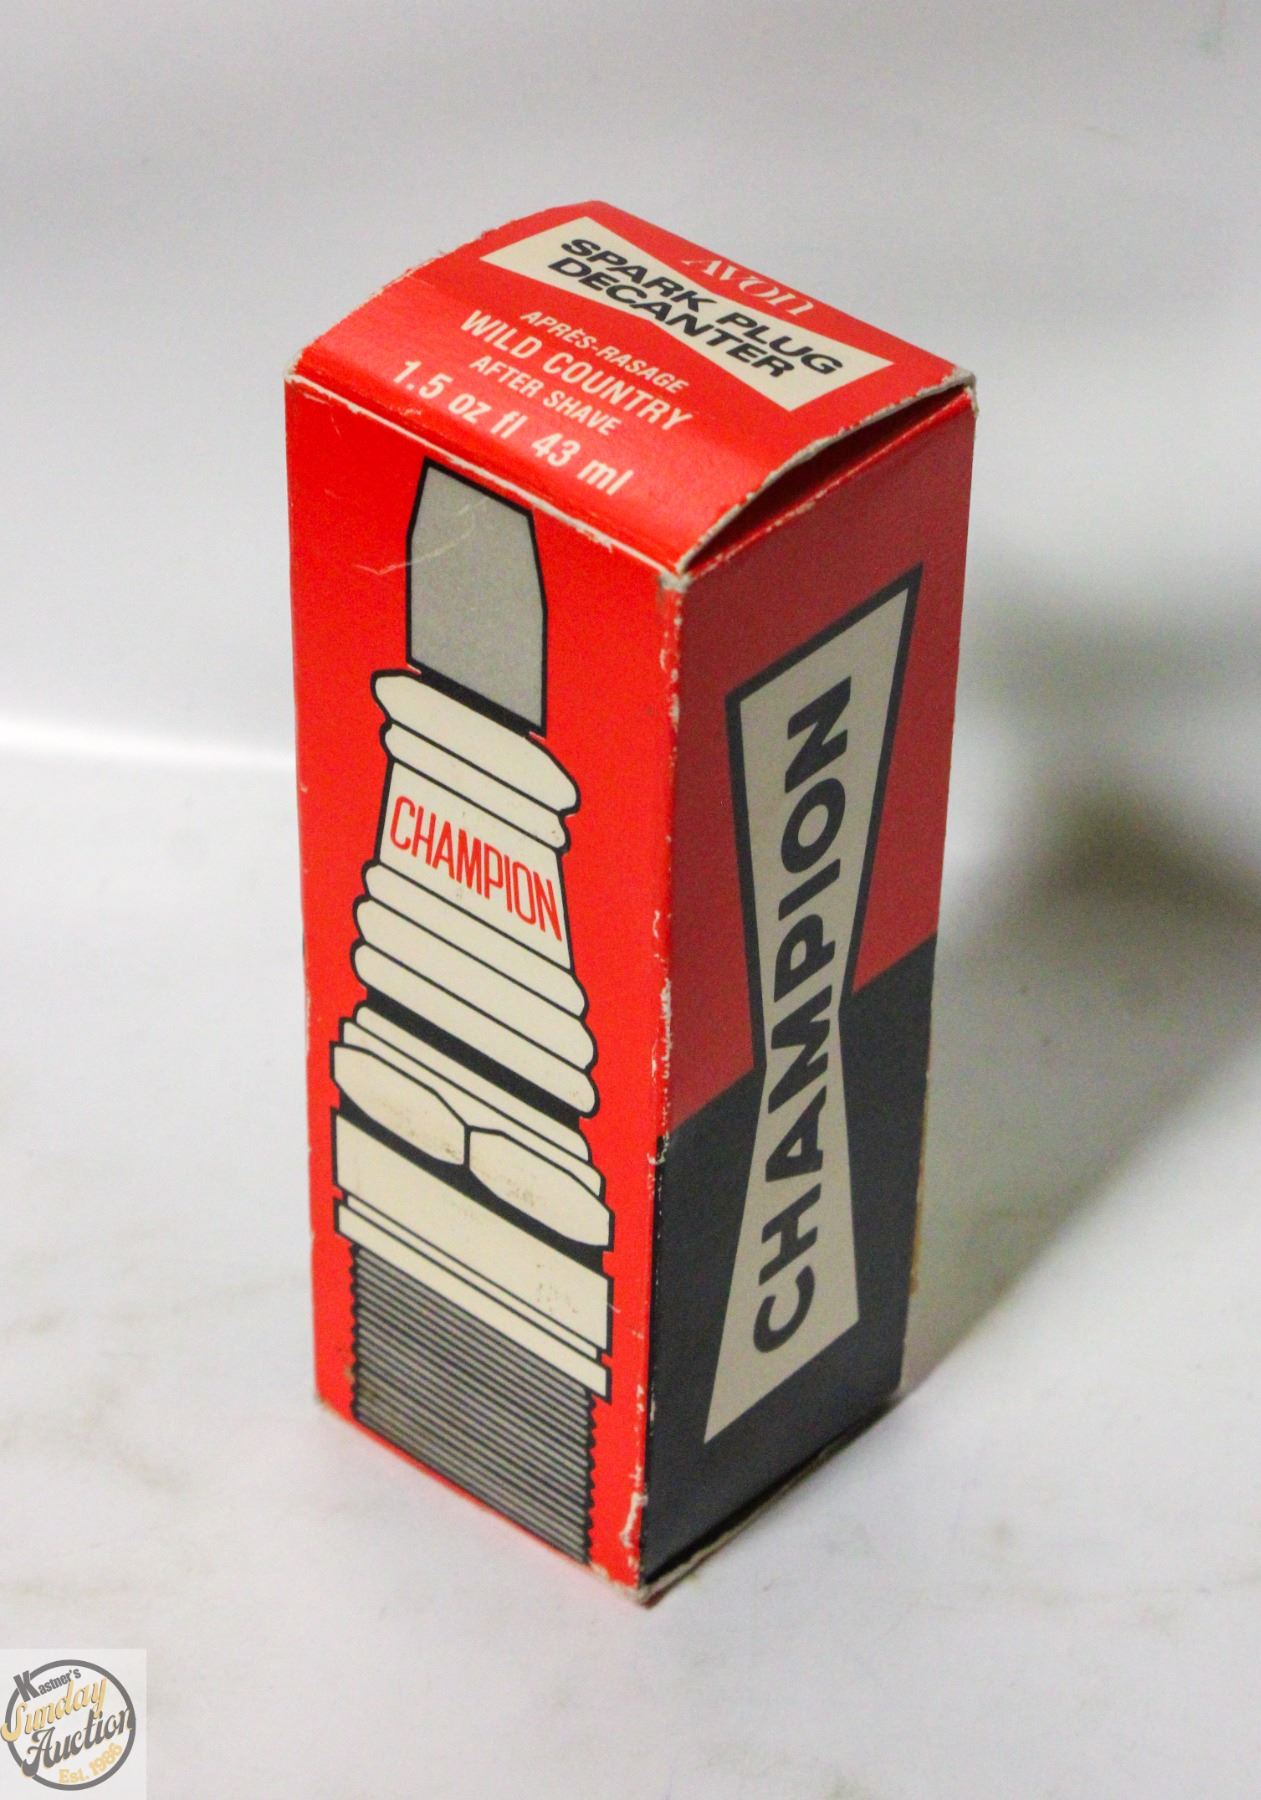 AVON
SPARK PLUG
DECANTER
APRÈS-RASAGE
WILD COUNTRY
AFTER SHAVE
1.5 oz fl 43 ml
CHAMPION
CHAMPION
Kastner's
Sunday
Auction
Est. 1986